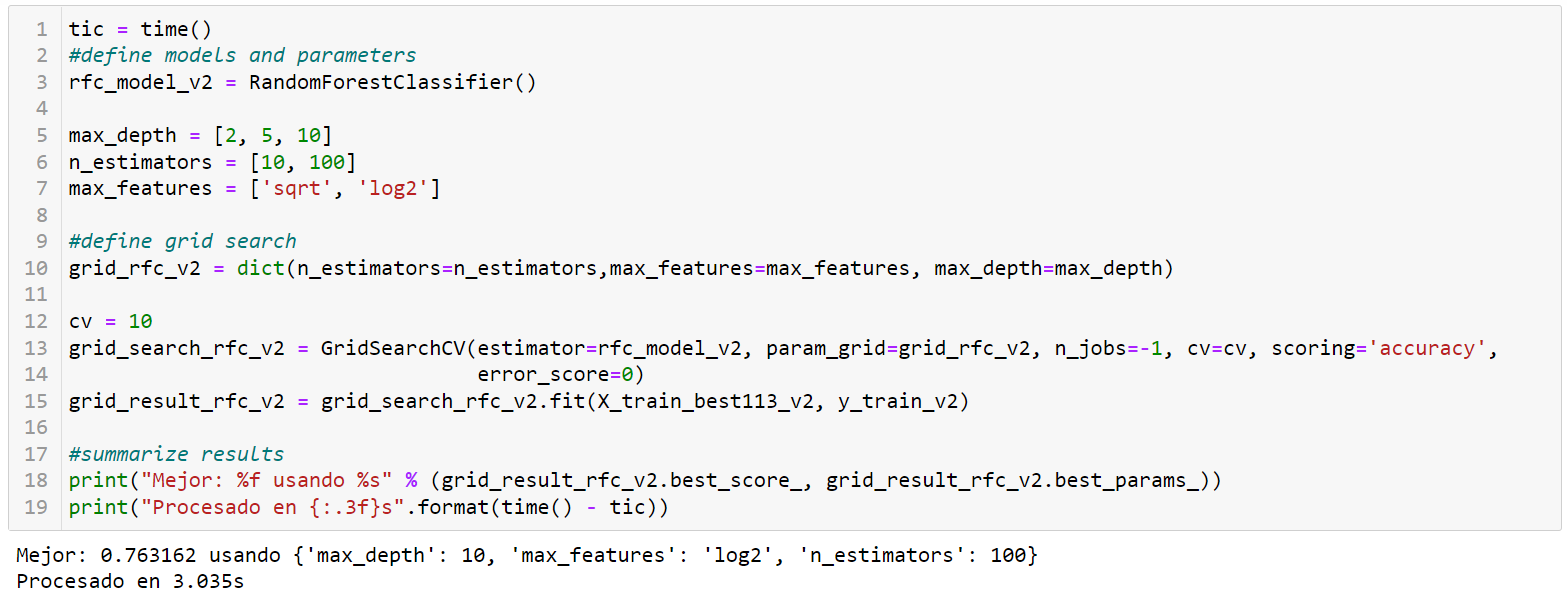 1 tic = time()
2 #define models and parameters
3 rfc_model_v2 = RandomForestClassifier()
4
5 max_depth = [2, 5, 10]
6 n_estimators = [10, 100]
7 max_features = ['sqrt', 'log2']
8
9 #define grid search
10 grid_rfc_v2 = dict(n_estimators=n_estimators,max_features=max_features, max_depth=max_depth)
11
12 cv = 10
13 grid_search_rfc_v2 = GridSearchCV(estimator=rfc_model_v2, param_grid=grid_rfc_v2, n_jobs=-1, cv=cv, scoring='accuracy',
14                                   error_score=0)
15 grid_result_rfc_v2 = grid_search_rfc_v2.fit(X_train_best113_v2, y_train_v2)
16
17 #summarize results
18 print("Mejor: %f usando %s" % (grid_result_rfc_v2.best_score_, grid_result_rfc_v2.best_params_))
19 print("Procesado en {:.3f}s".format(time() - tic))
Mejor: 0.763162 usando {'max_depth': 10, 'max_features': 'log2', 'n_estimators': 100}
Procesado en 3.035s